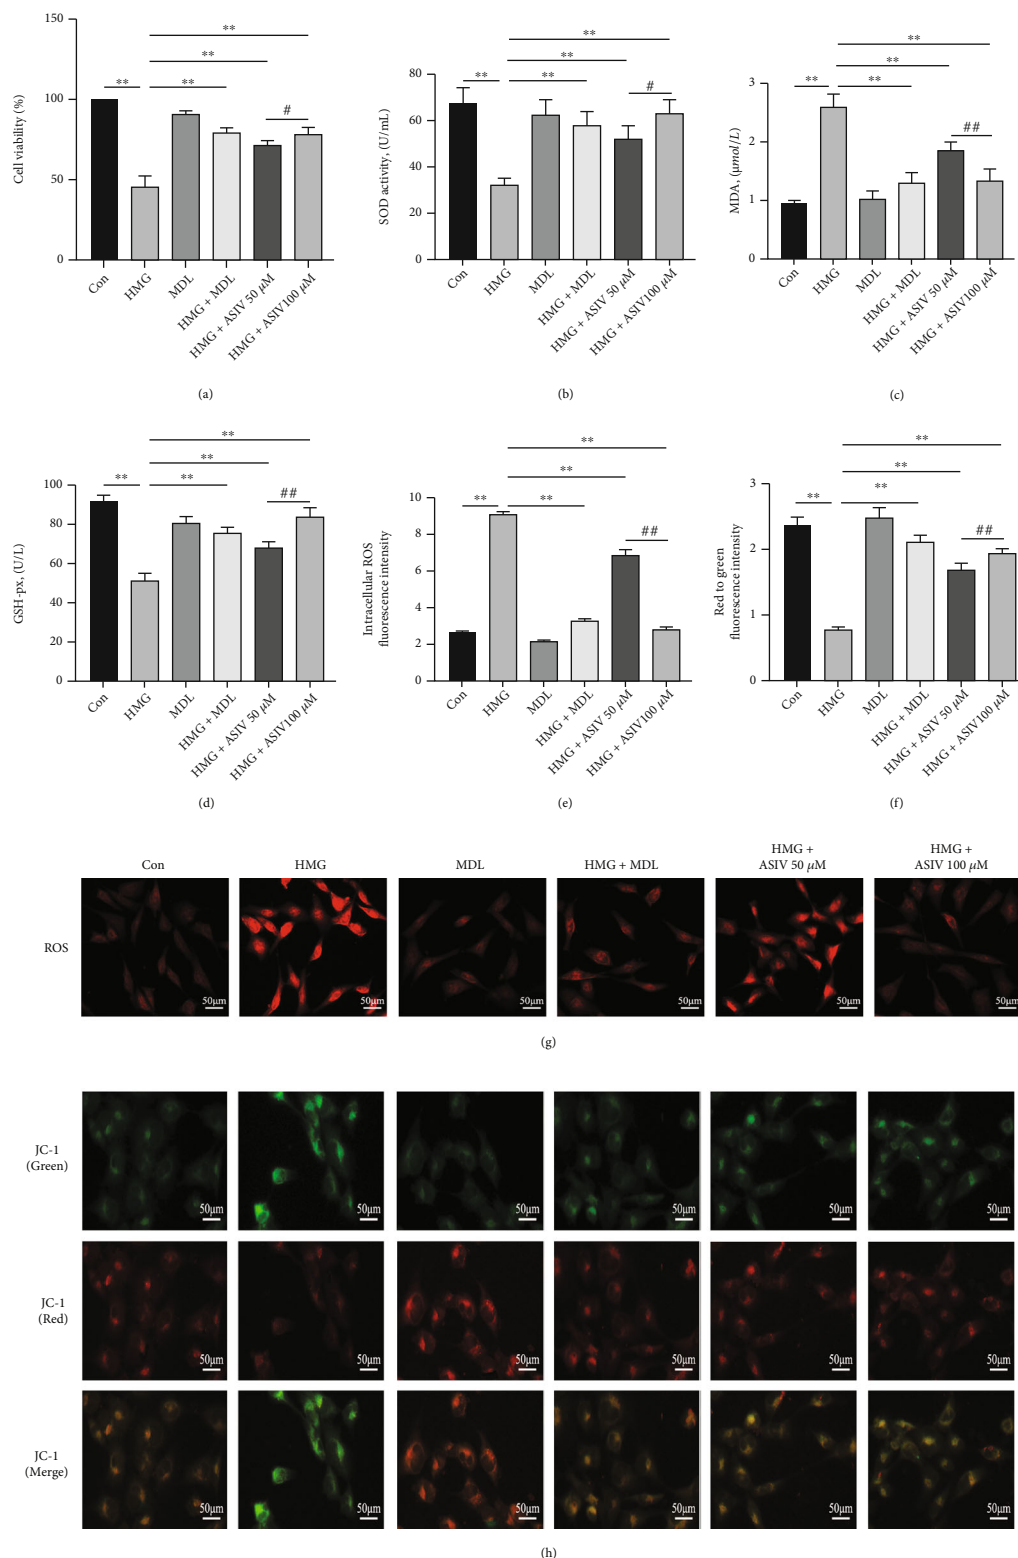 150
100
50
0
Cell viability (%)
**
**
**
**
#
Con
HMG
MDL
HMG + MDL
HMG + ASIV 50 μM
HMG + ASIV100 μM
(a)
80
60
40
20
0
SOD activity, (U/mL)
**
**
**
**
#
Con
HMG
MDL
HMG + MDL
HMG + ASIV 50 μM
HMG + ASIV100 μM
(b)
3
2
1
0
MDA, (μmol/L)
**
**
**
**
##
Con
HMG
MDL
HMG + MDL
HMG + ASIV 50 μM
HMG + ASIV100 μM
(c)
100
80
60
40
20
0
GSH-px, (U/L)
**
**
**
**
##
Con
HMG
MDL
HMG + MDL
HMG + ASIV 50 μM
HMG + ASIV100 μM
(d)
10
8
6
4
2
0
Intracellular ROS
fluorescence intensity
**
**
**
**
##
Con
HMG
MDL
HMG + MDL
HMG + ASIV 50 μM
HMG + ASIV100 μM
(e)
3
2
1
0
Red to green
fluorescence intensity
**
**
**
**
##
Con
HMG
MDL
HMG + MDL
HMG + ASIV 50 μM
HMG + ASIV100 μM
(f)
Con
HMG
MDL
HMG + MDL
HMG +
ASIV 50 μM
HMG +
ASIV 100 μM
ROS
50μm
50μm
50μm
50μm
50μm
50μm
(g)
JC-1
(Green)
50μm
50μm
50μm
50μm
50μm
50μm
JC-1
(Red)
50μm
50μm
50μm
50μm
50μm
50μm
JC-1
(Merge)
50μm
50μm
50μm
50μm
50μm
50μm
(h)